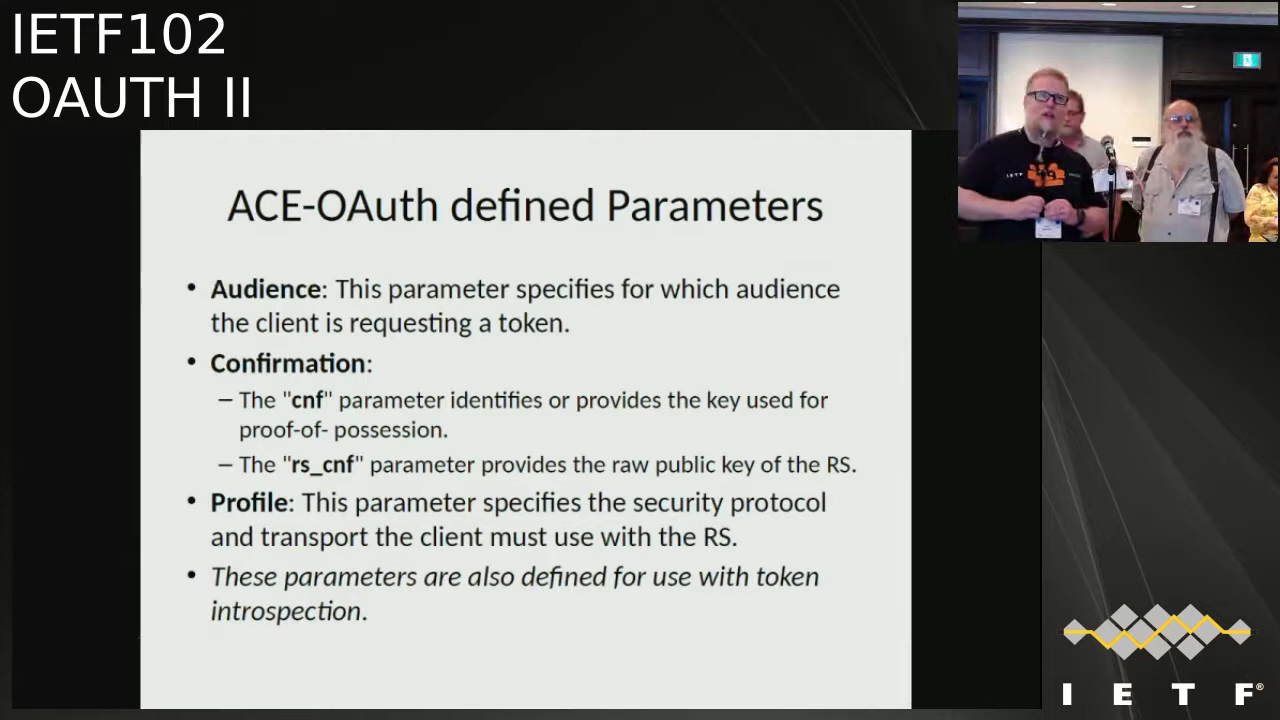 IETF102
OAUTH II
ACE-OAuth defined Parameters
• Audience: This parameter specifies for which audience
the client is requesting a token.
• Confirmation:
– The "cnf" parameter identifies or provides the key used for
proof-of- possession.
– The "rs_cnf" parameter provides the raw public key of the RS.
• Profile: This parameter specifies the security protocol
and transport the client must use with the RS.
• These parameters are also defined for use with token
introspection.
I E T F®